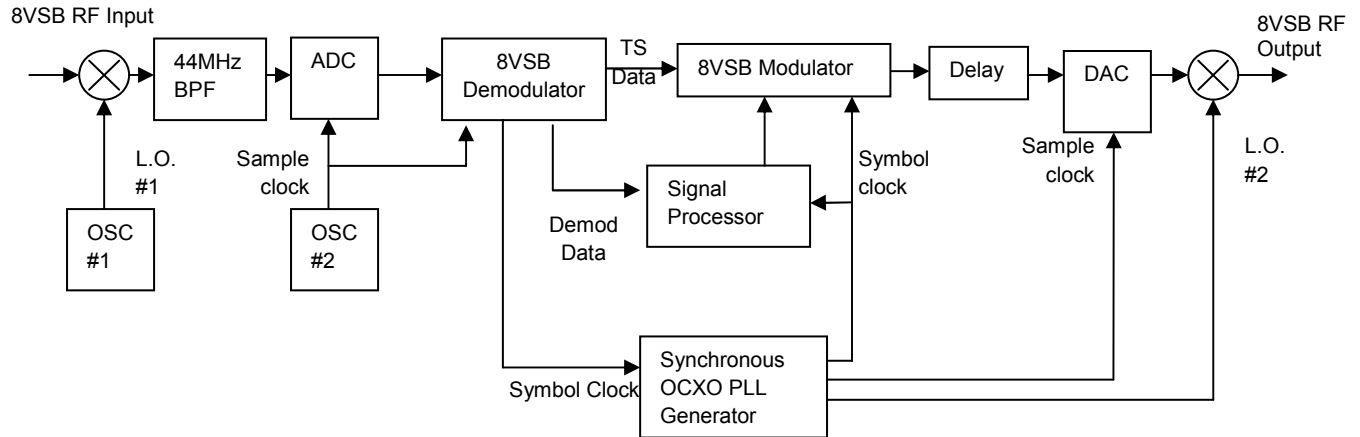 8VSB RF Input
44MHz
BPF
ADC
8VSB
Demodulator
TS
Data
8VSB Modulator
Delay
DAC
8VSB RF
Output
L.O.
#1
Sample
clock
OSC
#1
OSC
#2
Demod
Data
Signal
Processor
Symbol
clock
Sample
clock
L.O.
#2
Symbol Clock
Synchronous
OCXO PLL
Generator